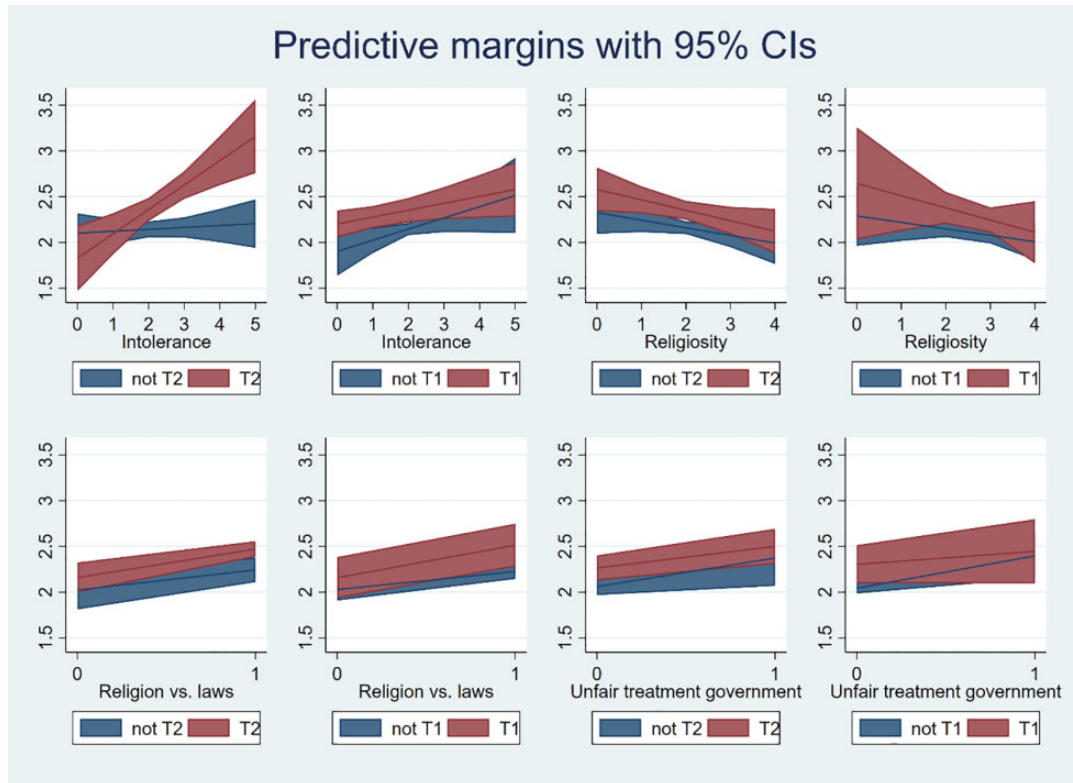 Predictive margins with 95% CIs
3.5 3 2.5 2 1.5
0 1 2 3 4 5
Intolerance
not T2 T2
3.5 3 2.5 2 1.5
0 1 2 3 4 5
Intolerance
not T1 T1
3.5 3 2.5 2 1.5
0 1 2 3 4
Religiosity
not T2 T2
3.5 3 2.5 2 1.5
0 1 2 3 4
Religiosity
not T1 T1
3.5 3 2.5 2 1.5
0 1
Religion vs. laws
not T2 T2
3.5 3 2.5 2 1.5
0 1
Religion vs. laws
not T1 T1
3.5 3 2.5 2 1.5
0 1
Unfair treatment government
not T2 T2
3.5 3 2.5 2 1.5
0 1
Unfair treatment government
not T1 T1